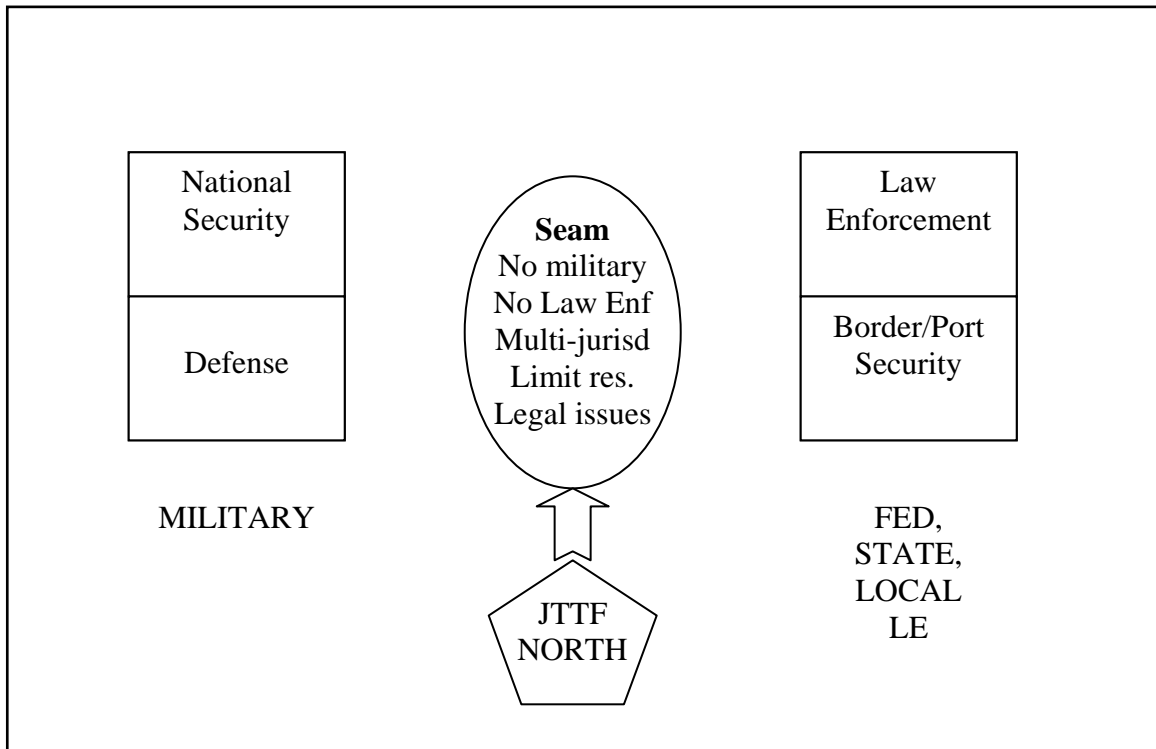 National
Security
Defense
MILITARY
Seam
No military
No Law Enf
Multi-jurisd
Limit res.
Legal issues
JTTF
NORTH
Law
Enforcement
Border/Port
Security
FED,
STATE,
LOCAL
LE